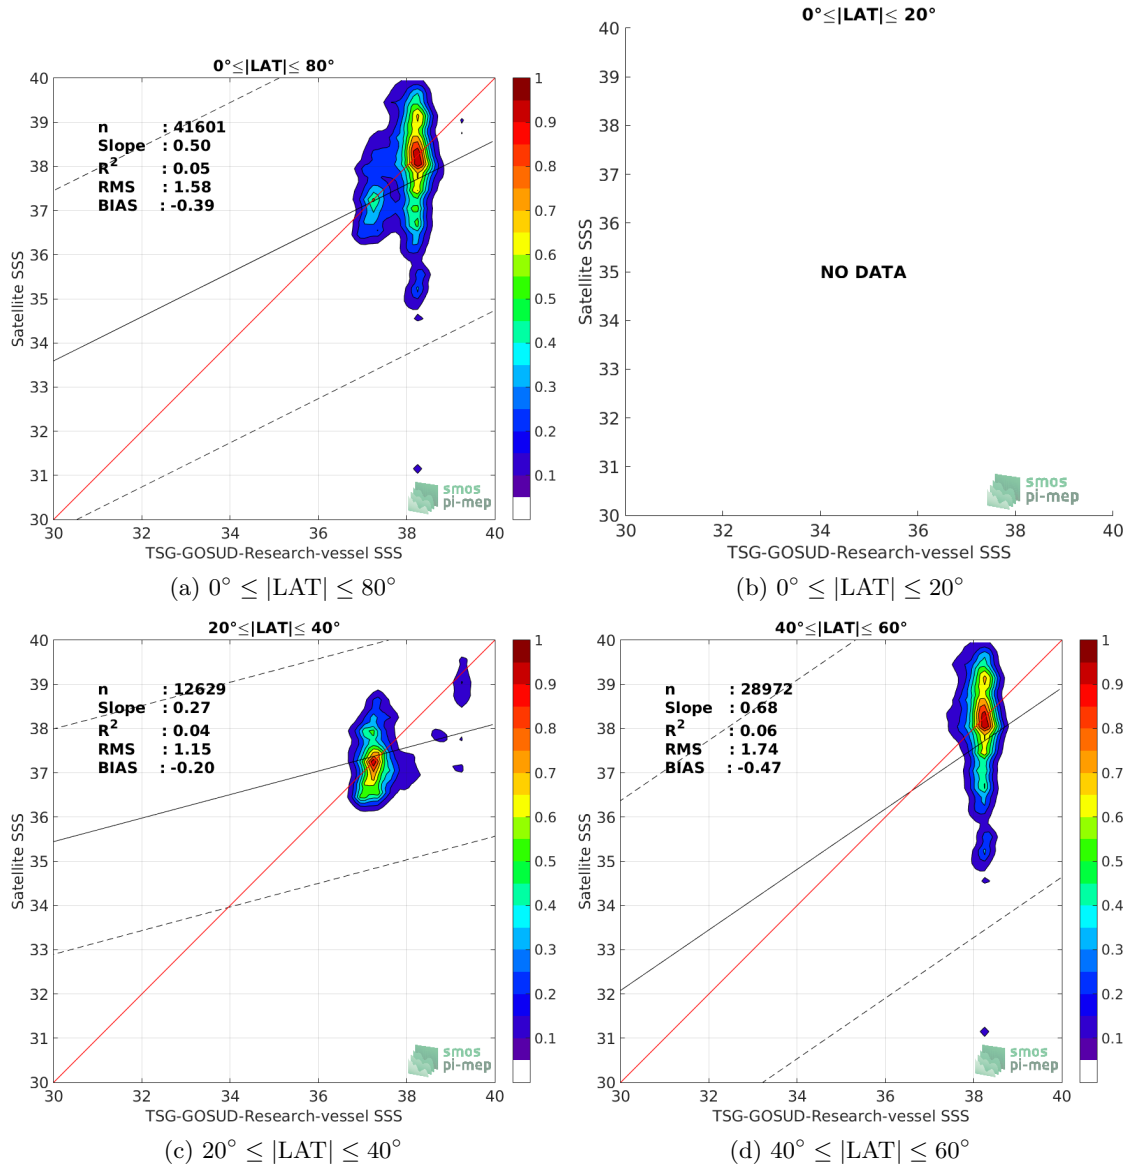 0°≤|LAT|≤ 80°
40
39
38
37
36
35
34
33
32
31
30
30
32
34
36
38
40
Satellite SSS
TSG-GOSUD-Research-vessel SSS
n : 41601
Slope : 0.50
R² : 0.05
RMS : 1.58
BIAS : -0.39
1
0.9
0.8
0.7
0.6
0.5
0.4
0.3
0.2
0.1
smos
pi-mep
(a) 0° ≤ |LAT| ≤ 80°
0°≤|LAT|≤ 20°
40
39
38
37
36
35
34
33
32
31
30
30
32
34
36
38
40
Satellite SSS
TSG-GOSUD-Research-vessel SSS
NO DATA
smos
pi-mep
(b) 0° ≤ |LAT| ≤ 20°
20°≤|LAT|≤ 40°
40
39
38
37
36
35
34
33
32
31
30
30
32
34
36
38
40
Satellite SSS
TSG-GOSUD-Research-vessel SSS
n : 12629
Slope : 0.27
R² : 0.04
RMS : 1.15
BIAS : -0.20
1
0.9
0.8
0.7
0.6
0.5
0.4
0.3
0.2
0.1
smos
pi-mep
(c) 20° ≤ |LAT| ≤ 40°
40°≤|LAT|≤ 60°
40
39
38
37
36
35
34
33
32
31
30
30
32
34
36
38
40
Satellite SSS
TSG-GOSUD-Research-vessel SSS
n : 28972
Slope : 0.68
R² : 0.06
RMS : 1.74
BIAS : -0.47
1
0.9
0.8
0.7
0.6
0.5
0.4
0.3
0.2
0.1
smos
pi-mep
(d) 40° ≤ |LAT| ≤ 60°